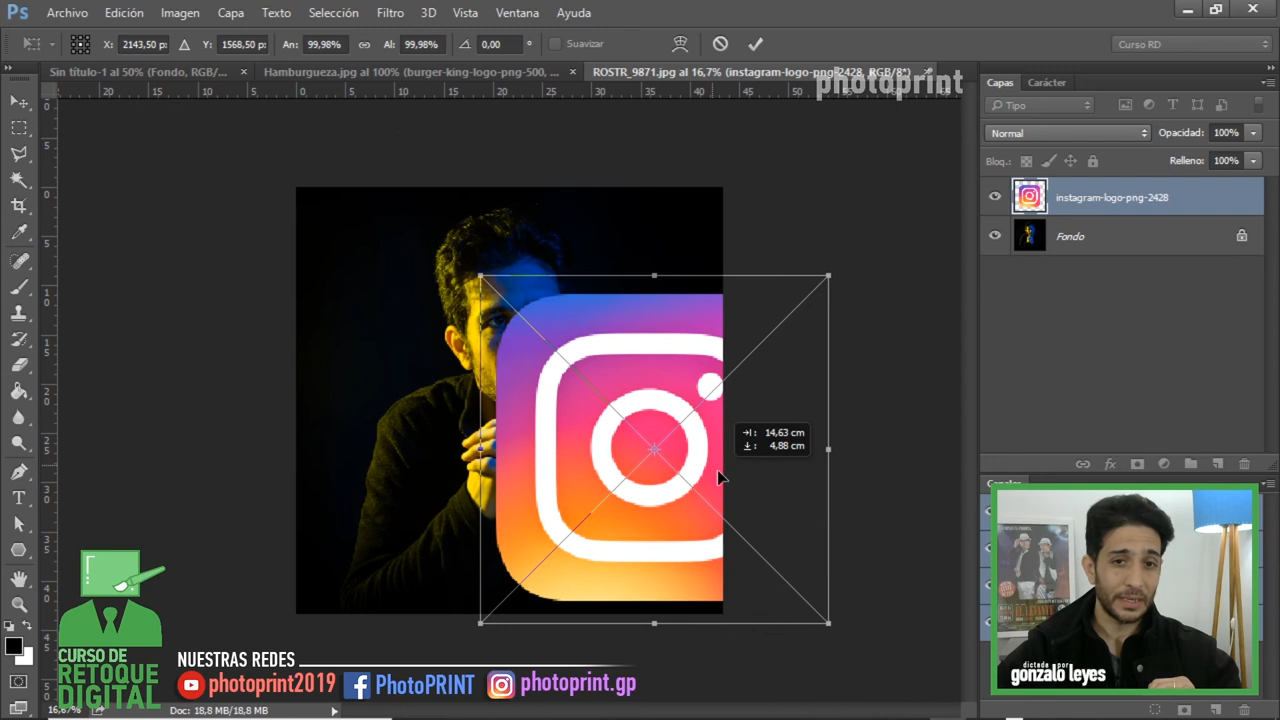 Ps Archivo Edición Imagen Capa Texto Selección Filtro 3D Vista Ventana Ayuda
X: 2143,50 p: Y: 1568,50 p: An: 99,98% Al: 99,98% 0,00 ° Suavizar Curso RD
Sin título-1 al 50% (Fondo, RGB/... × Hamburgueza.jpg al 100% (burger-king-logo-png-500, ... × ROSTR_9871.jpg al 16,7% (instagram-logo-png-2428, RGB/8*) ×
photoprint
Capas Carácter
Tipo
Normal Opacidad: 100%
Bloq.: Relleno: 100%
instagram-logo-png-2428
Fondo
14,63 cm
4,88 cm
Canales
CURSO DE
RETOQUE
DIGITAL
NUESTRAS REDES
photoprint2019 PhotoPRINT photoprint.gp
dictado por
gonzalo leyes
16,67% Doc: 18,8 MB/18,8 MB